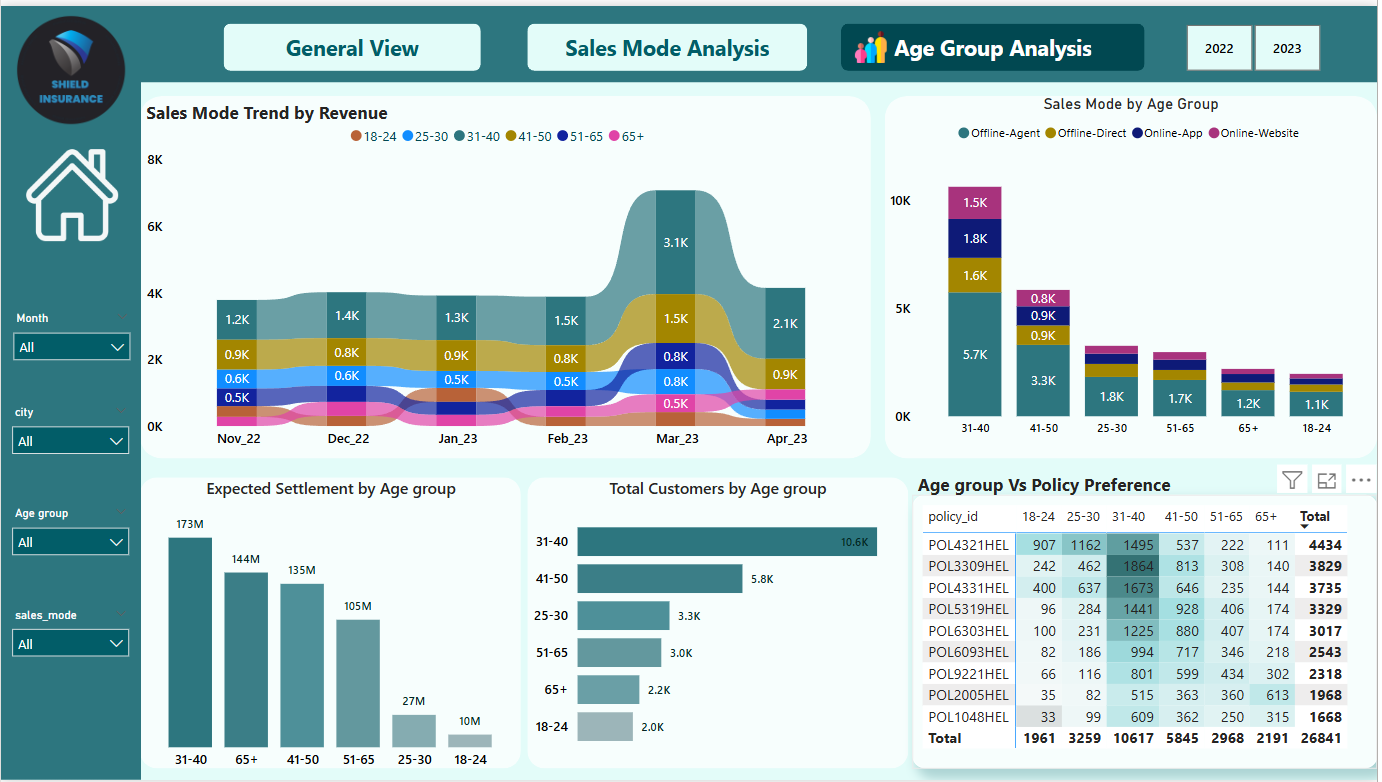 SHIELD
INSURANCE
General View
Sales Mode Analysis
Age Group Analysis
2022
2023
Month
All
city
All
Age group
All
sales_mode
All
Sales Mode Trend by Revenue
18-24 25-30 31-40 41-50 51-65 65+
8K
6K
4K
2K
0K
1.2K
0.9K
0.6K
0.5K
1.4K
0.8K
0.6K
1.3K
0.9K
0.5K
1.5K
0.8K
0.5K
3.1K
1.5K
0.8K
0.8K
0.5K
2.1K
0.9K
Nov_22 Dec_22 Jan_23 Feb_23 Mar_23 Apr_23
Sales Mode by Age Group
Offline-Agent Offline-Direct Online-App Online-Website
10K
5K
0K
1.5K
1.8K
1.6K
5.7K
0.8K
0.9K
0.9K
3.3K
1.8K
1.7K
1.2K
1.1K
31-40 41-50 25-30 51-65 65+ 18-24
Expected Settlement by Age group
173M
144M
135M
105M
27M
10M
31-40 65+ 41-50 51-65 25-30 18-24
Total Customers by Age group
31-40 10.6K
41-50 5.8K
25-30 3.3K
51-65 3.0K
65+ 2.2K
18-24 2.0K
Age group Vs Policy Preference
policy_id 18-24 25-30 31-40 41-50 51-65 65+ Total
POL4321HEL 907 1162 1495 537 222 111 4434
POL3309HEL 242 462 1864 813 308 140 3829
POL4331HEL 400 637 1673 646 235 144 3735
POL5319HEL 96 284 1441 928 406 174 3329
POL6303HEL 100 231 1225 880 407 174 3017
POL6093HEL 82 186 994 717 346 218 2543
POL9221HEL 66 116 801 599 434 302 2318
POL2005HEL 35 82 515 363 360 613 1968
POL1048HEL 33 99 609 362 250 315 1668
Total 1961 3259 10617 5845 2968 2191 26841